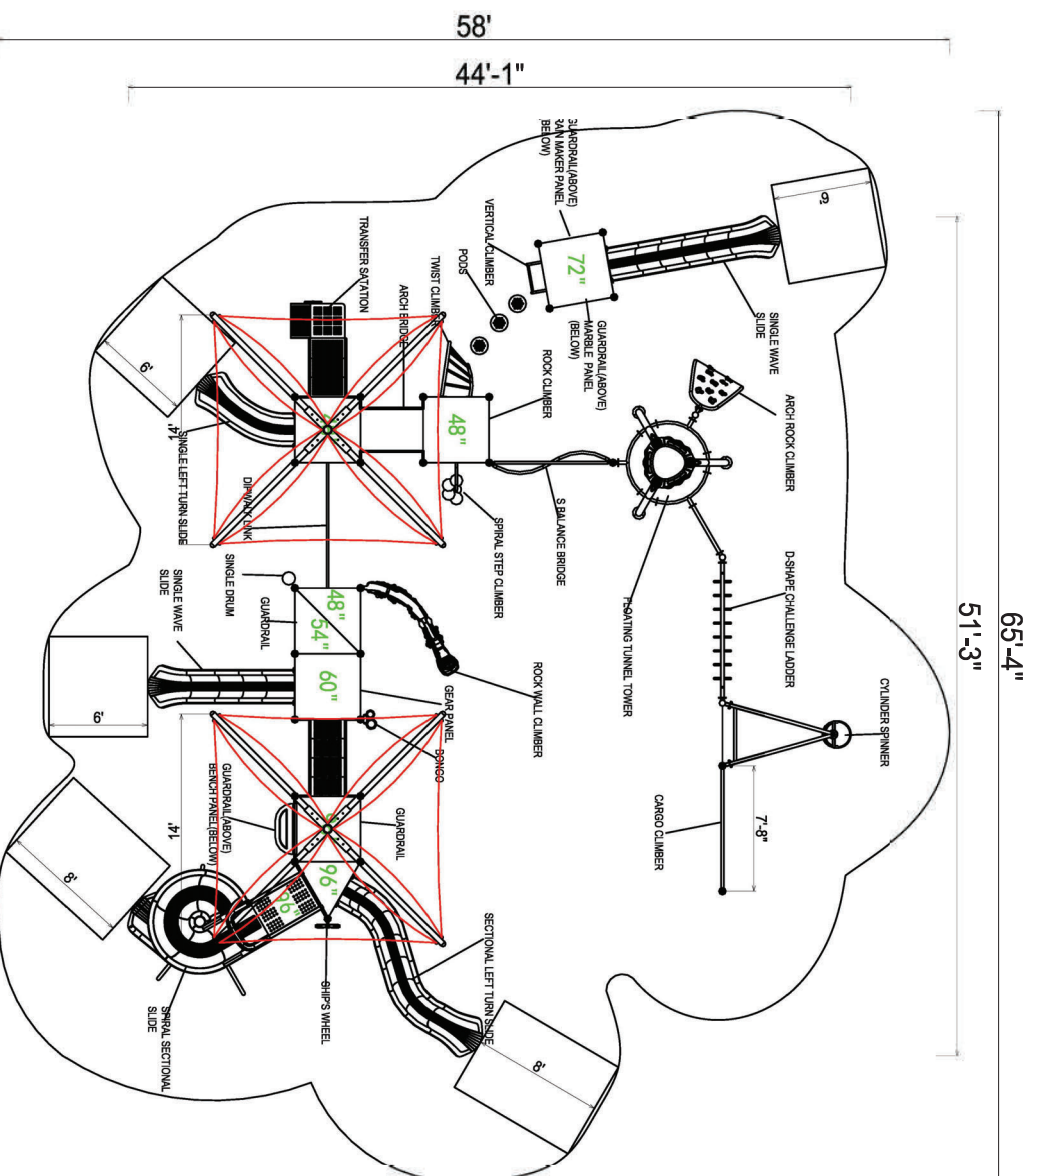 58'
44'-1"
65'-4"
51'-3"
GUARDRAIL(ABOVE)
RAIN MAKER PANEL
(BELOW)
VERTICAL CLIMBER
PODS
TWIST CLIMBER
ARCH BRIDGE
TRANSFER SATATION
72"
GUARDRAIL(ABOVE)
MARBLE PANEL
(BELOW)
6'
SINGLE WAVE
SLIDE
ROCK CLIMBER
ARCH ROCK CLIMBER
48"
6'
14'
SINGLE LEFT TURN SLIDE
DIPWALK LINK
SPIRAL STEP CLIMBER
S BALANCE BRIDGE
FLOATING TUNNEL TOWER
D-SHAPE CHALLENGE LADDER
CYLINDER SPINNER
SINGLE DRUM
GUARDRAIL
SINGLE WAVE
SLIDE
48"
54"
60"
ROCK WALL CLIMBER
GEAR PANEL
BONGO
6'
CARGO CLIMBER
7'-8"
GUARDRAIL(ABOVE)
BENCH PANEL(BELOW)
GUARDRAIL
14'
96"
96"
8'
SECTIONAL LEFT TURN SLIDE
SHIP'S WHEEL
SPIRAL SECTIONAL
SLIDE
8'